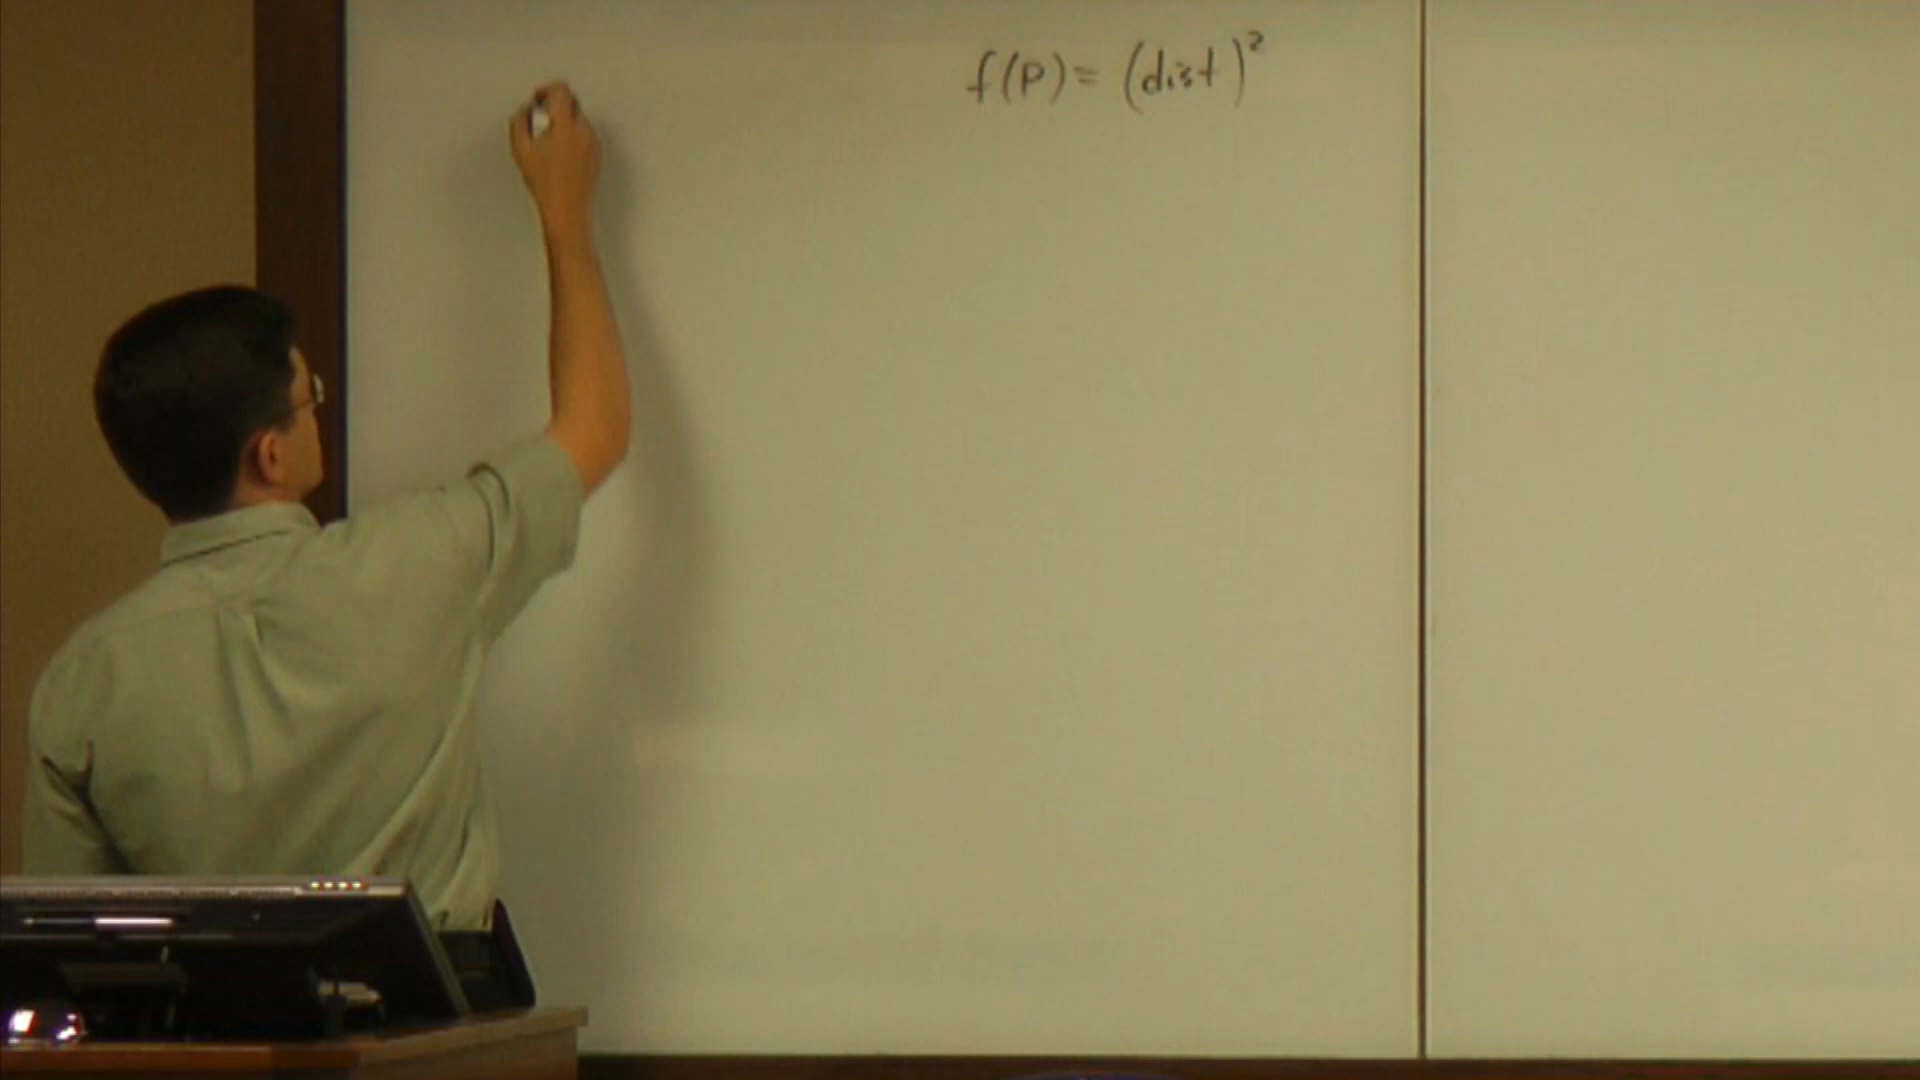 f(P) = (dist)²